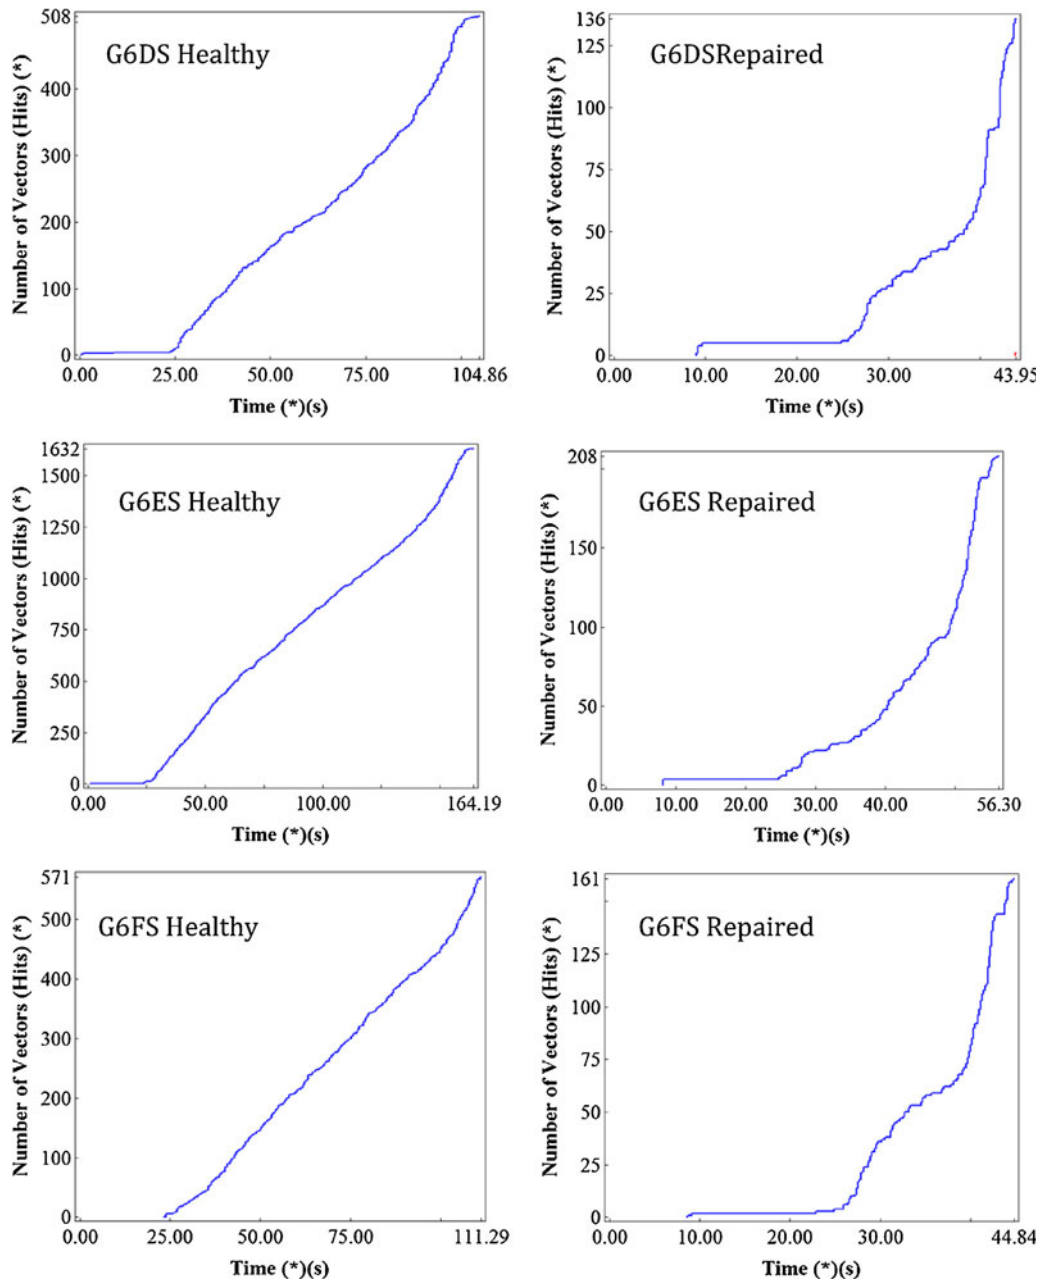 G6DS Healthy
Number of Vectors (Hits) (*)
508
400
300
200
100
0
0.00 25.00 50.00 75.00 104.86
Time (*)(s)
G6DSRepaired
Number of Vectors (Hits) (*)
136
125
100
75
50
25
0
0.00 10.00 20.00 30.00 43.95
Time (*)(s)
G6ES Healthy
Number of Vectors (Hits) (*)
1632
1500
1250
1000
750
500
250
0
0.00 50.00 100.00 164.19
Time (*)(s)
G6ES Repaired
Number of Vectors (Hits) (*)
208
150
100
50
0
0.00 10.00 20.00 30.00 40.00 56.30
Time (*)(s)
G6FS Healthy
Number of Vectors (Hits) (*)
571
500
400
300
200
100
0
0.00 25.00 50.00 75.00 111.29
Time (*)(s)
G6FS Repaired
Number of Vectors (Hits) (*)
161
125
100
75
50
25
0
0.00 10.00 20.00 30.00 44.84
Time (*)(s)